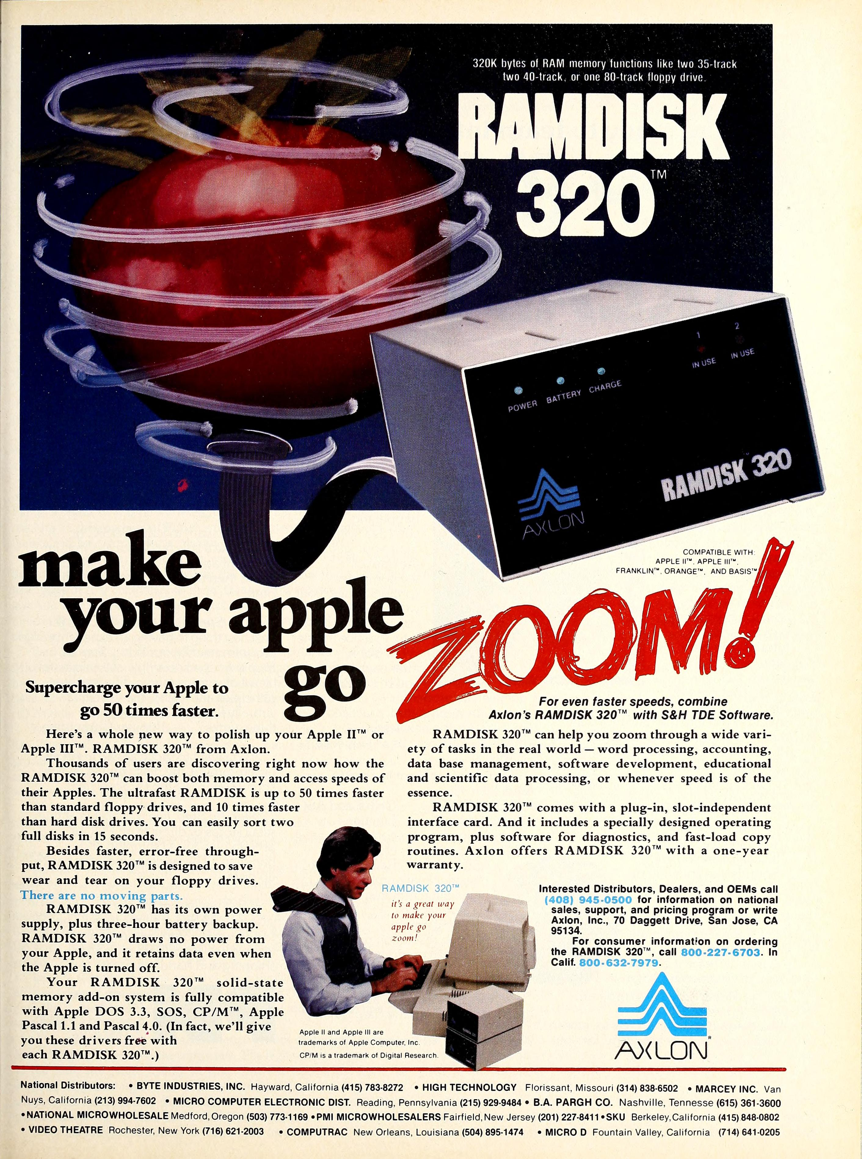 320K bytes of RAM memory functions like two 35-track
two 40-track, or one 80-track floppy drive.
RAMDISK
320™
1 2
IN USE IN USE
POWER BATTERY CHARGE
AXLON
RAMDISK 320
COMPATIBLE WITH
APPLE II™, APPLE III™,
FRANKLIN™, ORANGE™, AND BASIS™
make
your apple
go
ZOOM!
Supercharge your Apple to
go 50 times faster.
Here's a whole new way to polish up your Apple II™ or
Apple III™. RAMDISK 320™ from Axlon.
Thousands of users are discovering right now how the
RAMDISK 320™ can boost both memory and access speeds of
their Apples. The ultrafast RAMDISK is up to 50 times faster
than standard floppy drives, and 10 times faster
than hard disk drives. You can easily sort two
full disks in 15 seconds.
Besides faster, error-free through-
put, RAMDISK 320™ is designed to save
wear and tear on your floppy drives.
There are no moving parts.
RAMDISK 320™ has its own power
supply, plus three-hour battery backup.
RAMDISK 320™ draws no power from
your Apple, and it retains data even when
the Apple is turned off.
Your RAMDISK 320™ solid-state
memory add-on system is fully compatible
with Apple DOS 3.3, SOS, CP/M™, Apple
Pascal 1.1 and Pascal 4.0. (In fact, we'll give
you these drivers free with
each RAMDISK 320™.)
For even faster speeds, combine
Axlon's RAMDISK 320™ with S&H TDE Software.
RAMDISK 320™ can help you zoom through a wide vari-
ety of tasks in the real world — word processing, accounting,
data base management, software development, educational
and scientific data processing, or whenever speed is of the
essence.
RAMDISK 320™ comes with a plug-in, slot-independent
interface card. And it includes a specially designed operating
program, plus software for diagnostics, and fast-load copy
routines. Axlon offers RAMDISK 320™ with a one-year
warranty.
RAMDISK 320™
it's a great way
to make your
apple go
zoom!
Apple II and Apple III are
trademarks of Apple Computer, Inc.
CP/M is a trademark of Digital Research.
Interested Distributors, Dealers, and OEMs call
(408) 945-0500 for information on national
sales, support, and pricing program or write
Axlon, Inc., 70 Daggett Drive, San Jose, CA
95134.
For consumer information on ordering
the RAMDISK 320™, call 800-227-6703. In
Calif. 800-632-7979.
AXLON
National Distributors: • BYTE INDUSTRIES, INC. Hayward, California (415) 783-8272 • HIGH TECHNOLOGY Florissant, Missouri (314) 838-6502 • MARCEY INC. Van
Nuys, California (213) 994-7602 • MICRO COMPUTER ELECTRONIC DIST. Reading, Pennsylvania (215) 929-9484 • B.A. PARGH CO. Nashville, Tennesse (615) 361-3600
• NATIONAL MICROWHOLESALE Medford, Oregon (503) 773-1169 • PMI MICROWHOLESALERS Fairfield, New Jersey (201) 227-8411 • SKU Berkeley, California (415) 848-0802
• VIDEO THEATRE Rochester, New York (716) 621-2003 • COMPUTRAC New Orleans, Louisiana (504) 895-1474 • MICRO D Fountain Valley, California (714) 641-0205